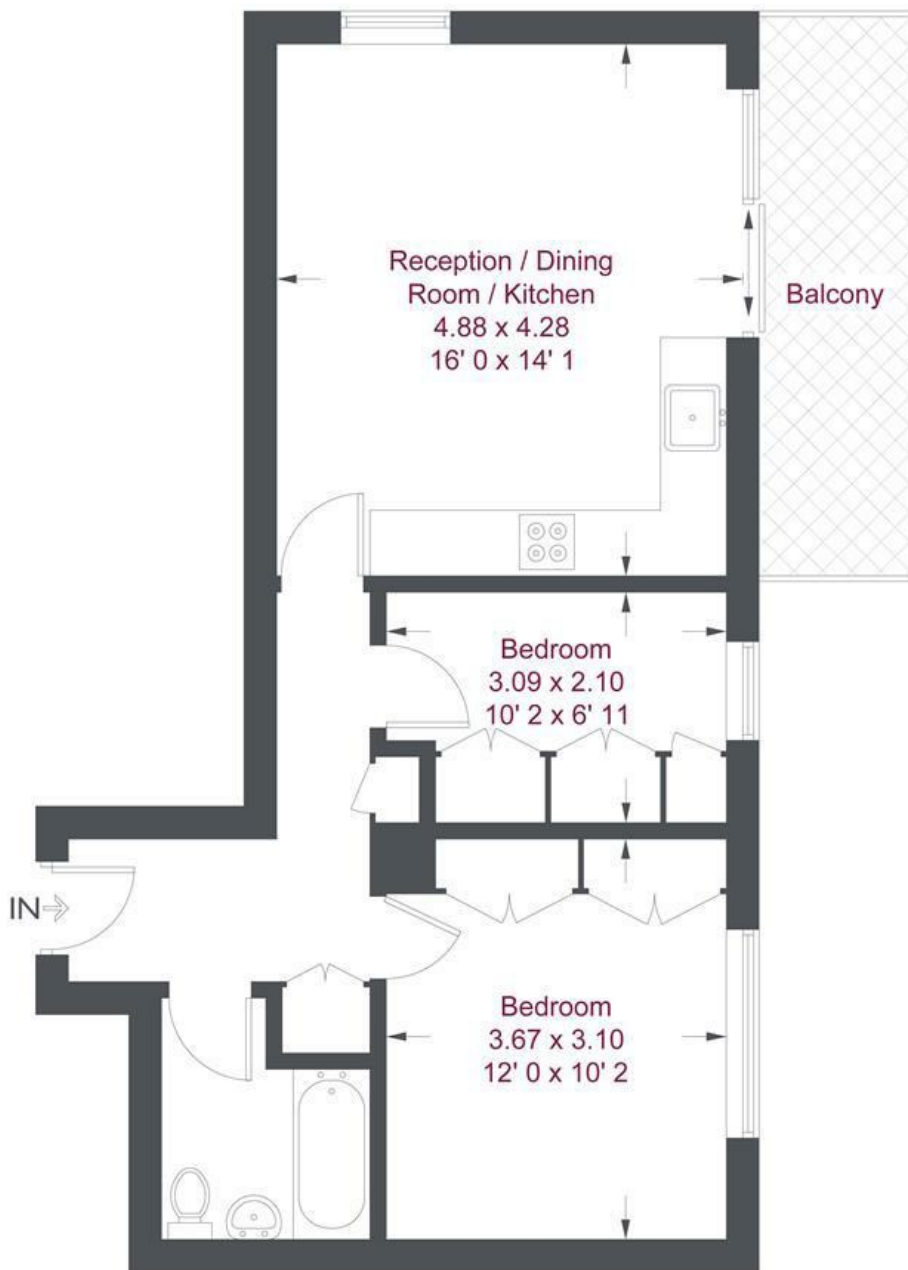 Reception / Dining
Room / Kitchen
4.88 x 4.28
16' 0 x 14' 1
Balcony
Bedroom
3.09 x 2.10
10' 2 x 6' 11
IN
Bedroom
3.67 x 3.10
12' 0 x 10' 2